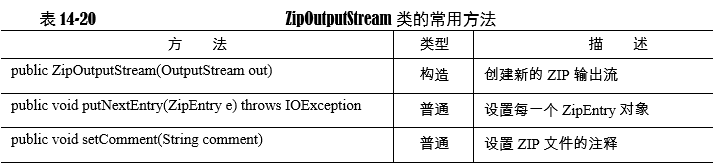 表 14-20 ZipOutputStream 类的常用方法
方 法 类型 描 述
public ZipOutputStream(OutputStream out) 构造 创建新的 ZIP 输出流
public void putNextEntry(ZipEntry e) throws IOException 普通 设置每一个 ZipEntry 对象
public void setComment(String comment) 普通 设置 ZIP 文件的注释